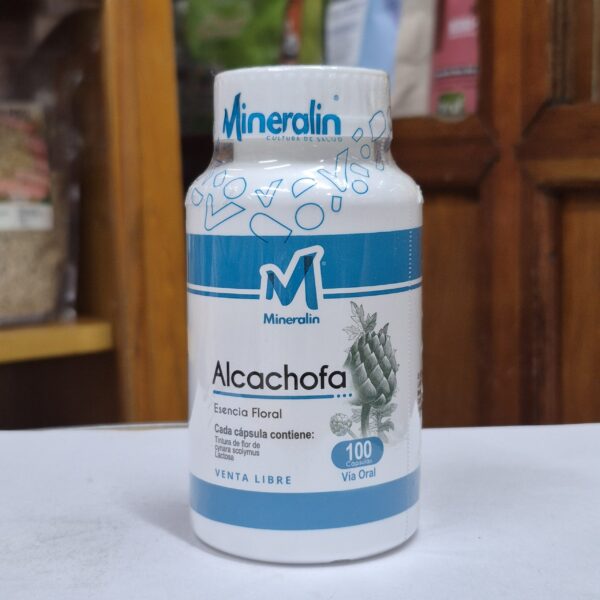 Mineralin®
CULTURA DE SALUD
M®
Mineralin
Alcachofa
Esencia Floral
Cada cápsula contiene:
Tintura de flor de
cynara scolymus
Lactosa
100
Cápsulas
Vía Oral
VENTA LIBRE